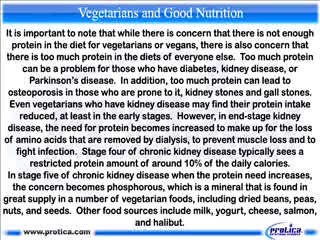 Vegetarians and Good Nutrition
It is important to note that while there is concern that there is not enough
protein in the diet for vegetarians or vegans, there is also concern that
there is too much protein in the diets of everyone else. Too much protein
can be a problem for those who have diabetes, kidney disease, or
Parkinson's disease. In addition, too much protein can lead to
osteoporosis in those who are prone to it, kidney stones and gall stones.
Even vegetarians who have kidney disease may find their protein intake
reduced, at least in the early stages. However, in end-stage kidney
disease, the need for protein becomes increased to make up for the loss
of amino acids that are removed by dialysis, to prevent muscle loss and to
fight infection. Stage four of chronic kidney disease typically sees a
restricted protein amount of around 10% of the daily calories.
In stage five of chronic kidney disease when the protein need increases,
the concern becomes phosphorous, which is a mineral that is found in
great supply in a number of vegetarian foods, including dried beans, peas,
nuts, and seeds. Other food sources include milk, yogurt, cheese, salmon,
and halibut.
www.protica.com
protica